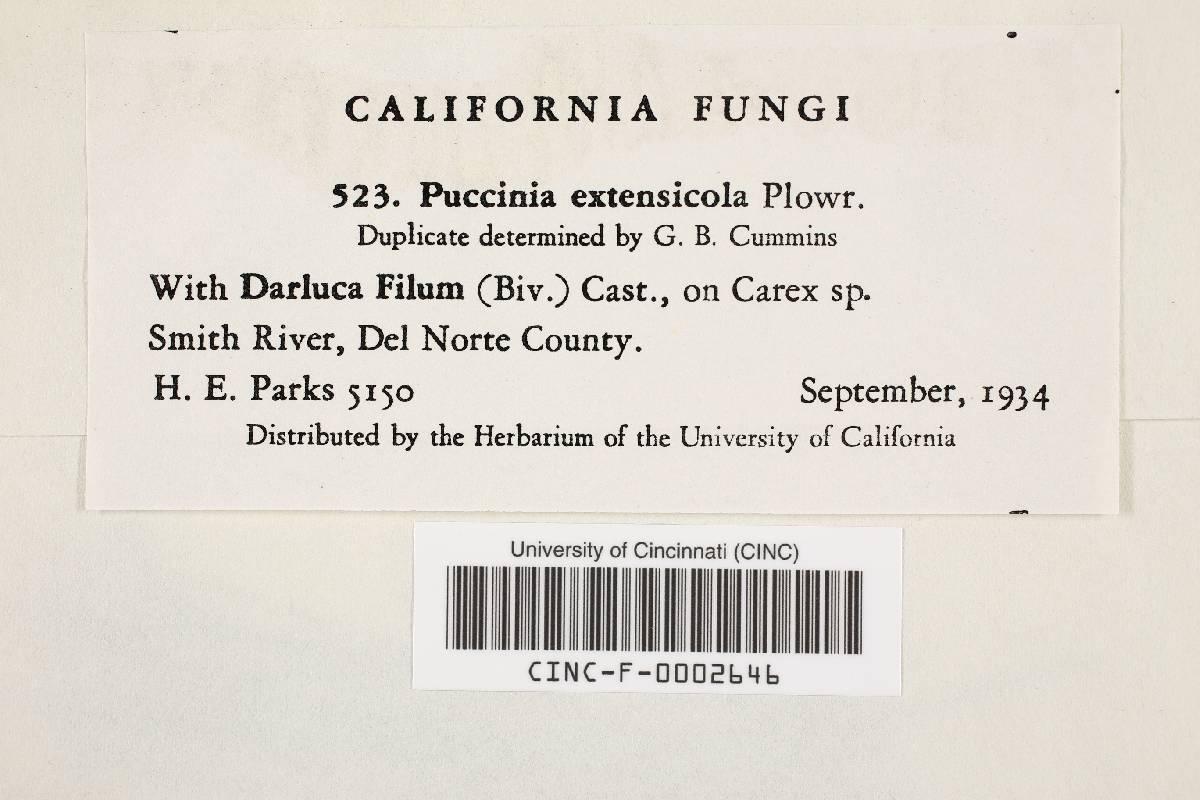 CALIFORNIA FUNGI
523. Puccinia extensicola Plowr.
Duplicate determined by G. B. Cummins
With Darluca Filum (Biv.) Cast., on Carex sp.
Smith River, Del Norte County.
H. E. Parks 5150 September, 1934
Distributed by the Herbarium of the University of California
University of Cincinnati (CINC)
CINC-F-0002646